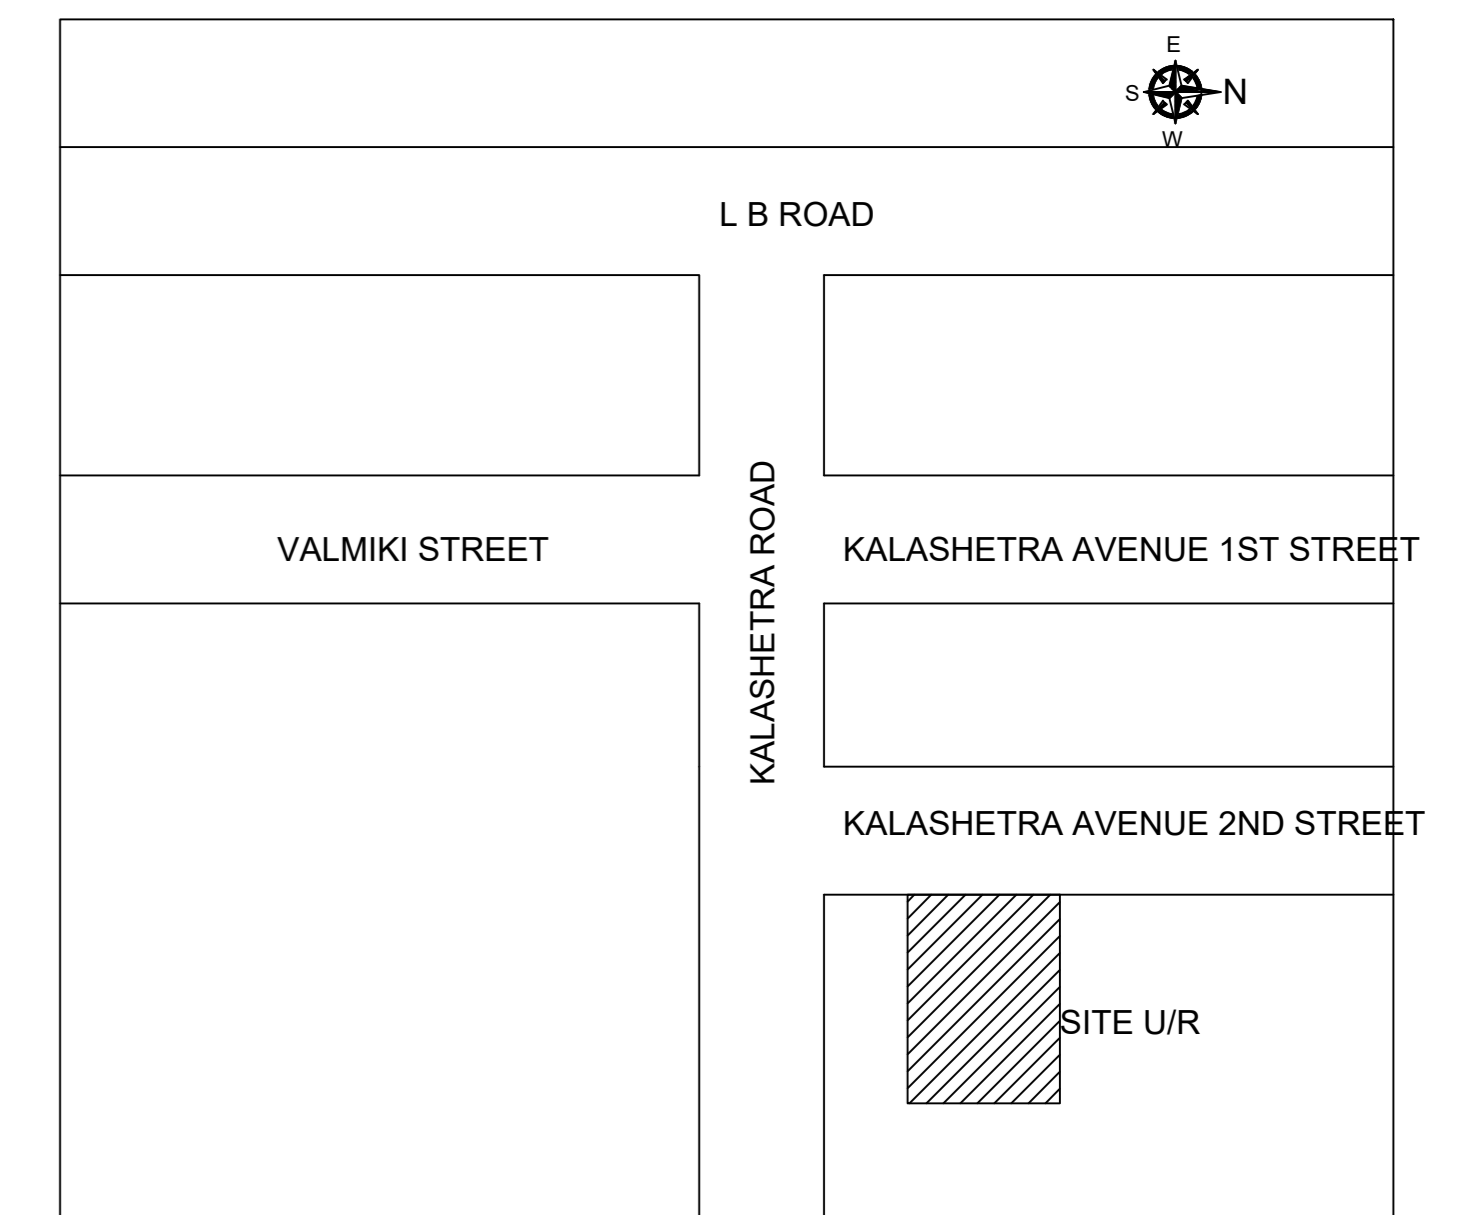 E
S
N
W
L B ROAD
KALASHETRA ROAD
VALMIKI STREET
KALASHETRA AVENUE 1ST STREET
KALASHETRA AVENUE 2ND STREET
SITE U/R